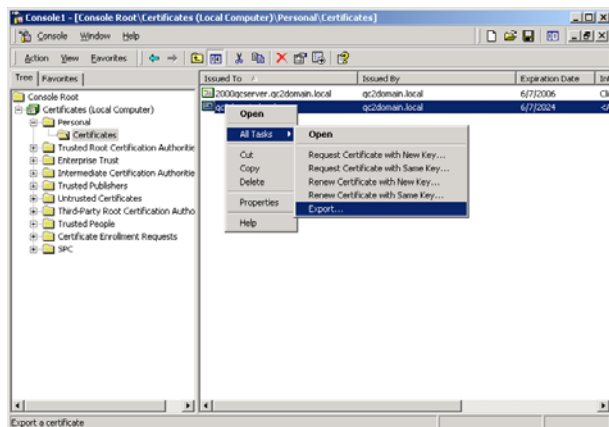 Console1 - [Console Root\Certificates (Local Computer)\Personal\Certificates]
Console Window Help
Action View Favorites
Tree Favorites
Issued To Issued By Expiration Date
Console Root
Certificates (Local Computer)
Personal
Certificates
Trusted Root Certification Authoritie
Enterprise Trust
Intermediate Certification Authoritie
Trusted Publishers
Untrusted Certificates
Third-Party Root Certification Autho
Trusted People
Certificate Enrollment Requests
SPC
2000qcserver.qc2domain.local qc2domain.local 6/7/2006
qc2domain.local 6/7/2024
Open
All Tasks
Cut
Copy
Delete
Properties
Help
Open
Request Certificate with New Key...
Request Certificate with Same Key...
Renew Certificate with New Key...
Renew Certificate with Same Key...
Export...
Export a certificate